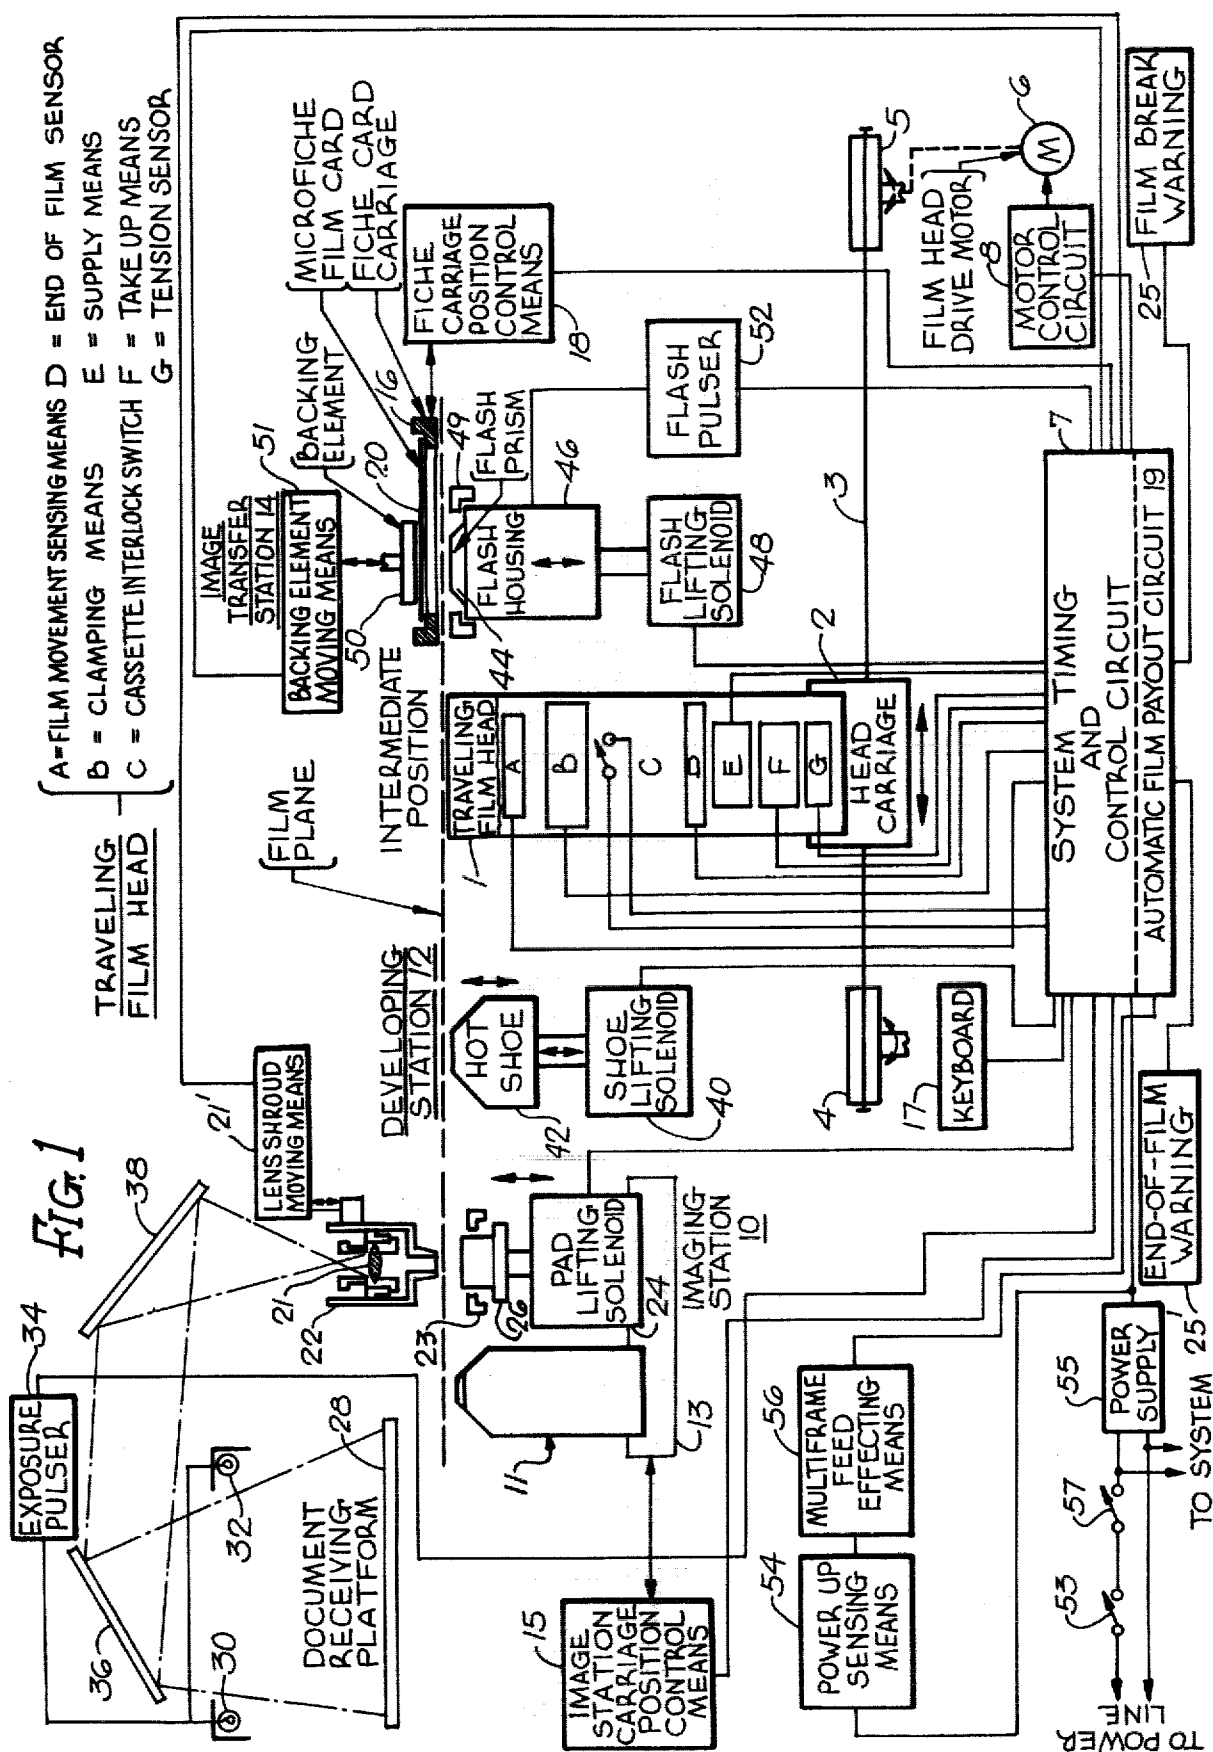 FIG. 1
TRAVELING
FILM HEAD
A=FILM MOVEMENT SENSING MEANS
B = CLAMPING MEANS
C = CASSETTE INTERLOCK SWITCH
D = END OF FILM SENSOR
E = SUPPLY MEANS
F = TAKE UP MEANS
G = TENSION SENSOR
EXPOSURE
PULSER
34
36
38
30
32
DOCUMENT
RECEIVING
PLATFORM
28
LENS SHROUD
MOVING MEANS
21'
21
22
FILM
PLANE
IMAGE
TRANSFER
STATION 14
51
BACKING ELEMENT
MOVING MEANS
50
BACKING
ELEMENT
20
16
MICROFICHE
FILM CARD
FICHE CARD
CARRIAGE
FICHE
CARRIAGE
POSITION
CONTROL
MEANS
18
DEVELOPING
STATION 12
INTERMEDIATE
POSITION
23
26
PAD
LIFTING
SOLENOID
24
IMAGING
STATION
10
11
13
15
IMAGE
STATION
CARRIAGE
POSITION
CONTROL
MEANS
HOT
SHOE
42
SHOE
LIFTING
SOLENOID
40
1
TRAVELING
FILM HEAD
A
B
C
D
E
F
G
HEAD
CARRIAGE
2
3
4
5
44
49
FLASH
PRISM
FLASH
HOUSING
46
FLASH
LIFTING
SOLENOID
48
FLASH
PULSER
52
FILM HEAD
DRIVE MOTOR
M
6
8
MOTOR
CONTROL
CIRCUIT
17
KEYBOARD
7
SYSTEM TIMING
AND
CONTROL CIRCUIT
AUTOMATIC FILM PAYOUT CIRCUIT 19
25
FILM BREAK
WARNING
END-OF-FILM
WARNING
25'
56
MULTIFRAME
FEED
EFFECTING
MEANS
54
POWER UP
SENSING
MEANS
55
POWER
SUPPLY
57
53
TO SYSTEM
TO POWER
LINE